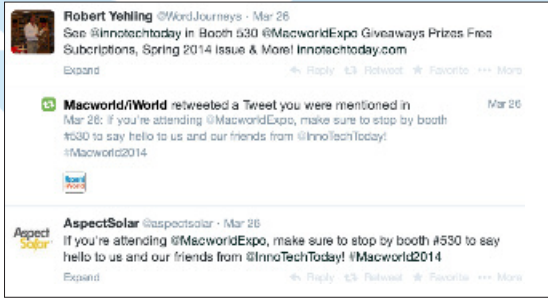 Robert Yehling @WordJourneys · Mar 26
See @innotechtoday in Booth 530 @MacworldExpo Giveaways Prizes Free
Subcriptions, Spring 2014 issue & More! innotechtoday.com
Expand Reply Retweet Favorite ••• More
Macworld/iWorld retweeted a Tweet you were mentioned in Mar 26
Mar 26: If you're attending @MacworldExpo, make sure to stop by booth
#530 to say hello to us and our friends from @InnoTechToday!
#Macworld2014
Aspect
Solar
AspectSolar @aspectsolar · Mar 26
If you're attending @MacworldExpo, make sure to stop by booth #530 to say
hello to us and our friends from @InnoTechToday! #Macworld2014
Expand Reply Retweet Favorite ••• More